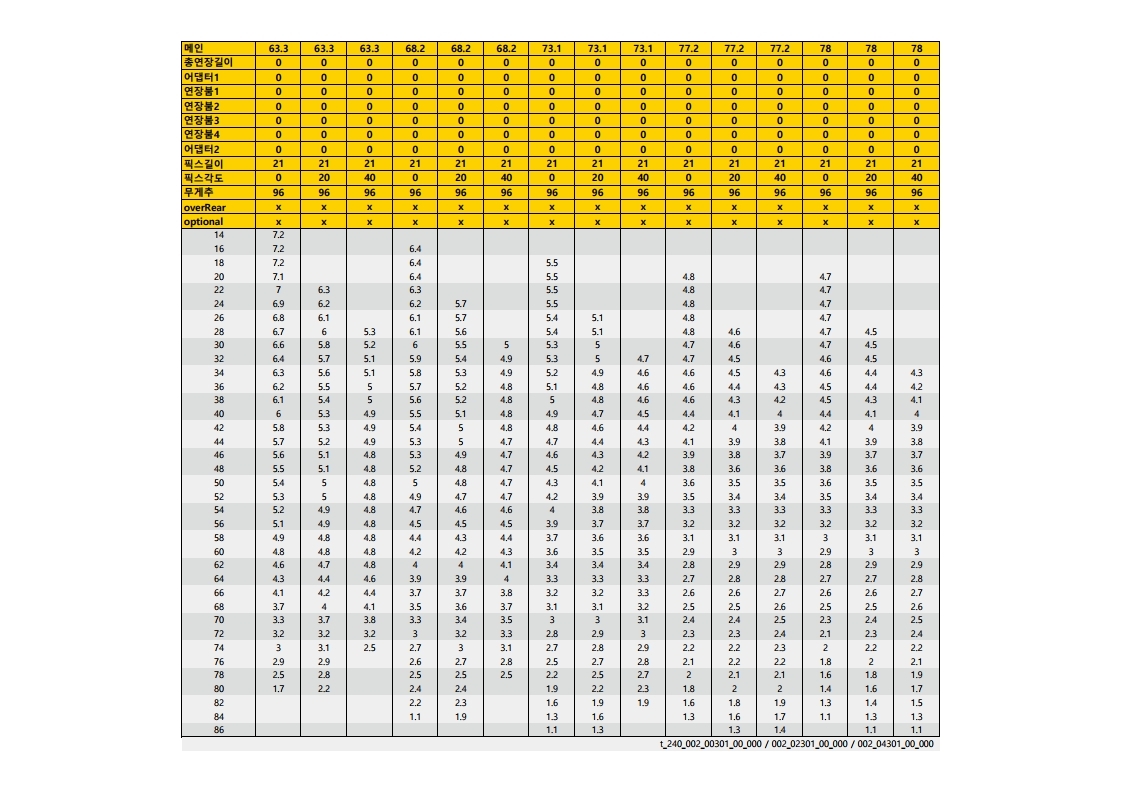 메인 63.3 63.3 63.3 68.2 68.2 68.2 73.1 73.1 73.1 77.2 77.2 77.2 78 78 78
총연장길이 0 0 0 0 0 0 0 0 0 0 0 0 0 0 0
어댑터1 0 0 0 0 0 0 0 0 0 0 0 0 0 0 0
연장붐1 0 0 0 0 0 0 0 0 0 0 0 0 0 0 0
연장붐2 0 0 0 0 0 0 0 0 0 0 0 0 0 0 0
연장붐3 0 0 0 0 0 0 0 0 0 0 0 0 0 0 0
연장붐4 0 0 0 0 0 0 0 0 0 0 0 0 0 0 0
어댑터2 0 0 0 0 0 0 0 0 0 0 0 0 0 0 0
픽스길이 21 21 21 21 21 21 21 21 21 21 21 21 21 21 21
픽스각도 0 20 40 0 20 40 0 20 40 0 20 40 0 20 40
무게추 96 96 96 96 96 96 96 96 96 96 96 96 96 96 96
overRear x x x x x x x x x x x x x x x
optional x x x x x x x x x x x x x x x
14 7.2
16 7.2 6.4
18 7.2 6.4 5.5
20 7.1 6.4 5.5 4.8 4.7
22 7 6.3 6.3 5.5 4.8 4.7
24 6.9 6.2 6.2 5.7 5.5 4.8 4.7
26 6.8 6.1 6.1 5.7 5.4 5.1 4.8 4.7
28 6.7 6 5.3 6.1 5.6 5.4 5.1 4.8 4.6 4.7 4.5
30 6.6 5.8 5.2 6 5.5 5 5.3 5 4.7 4.6 4.7 4.5
32 6.4 5.7 5.1 5.9 5.4 4.9 5.3 5 4.7 4.7 4.5 4.6 4.5
34 6.3 5.6 5.1 5.8 5.3 4.9 5.2 4.9 4.6 4.6 4.5 4.3 4.6 4.4 4.3
36 6.2 5.5 5 5.7 5.2 4.8 5.1 4.8 4.6 4.6 4.4 4.3 4.5 4.4 4.2
38 6.1 5.4 5 5.6 5.2 4.8 5 4.8 4.6 4.6 4.3 4.2 4.5 4.3 4.1
40 6 5.3 4.9 5.5 5.1 4.8 4.9 4.7 4.5 4.4 4.1 4 4.4 4.1 4
42 5.8 5.3 4.9 5.4 5 4.8 4.8 4.6 4.4 4.2 4 3.9 4.2 4 3.9
44 5.7 5.2 4.9 5.3 5 4.7 4.7 4.4 4.3 4.1 3.9 3.8 4.1 3.9 3.8
46 5.6 5.1 4.8 5.3 4.9 4.7 4.6 4.3 4.2 3.9 3.8 3.7 3.9 3.7 3.7
48 5.5 5.1 4.8 5.2 4.8 4.7 4.5 4.2 4.1 3.8 3.6 3.6 3.8 3.6 3.6
50 5.4 5 4.8 5 4.8 4.7 4.3 4.1 4 3.6 3.5 3.5 3.6 3.5 3.5
52 5.3 5 4.8 4.9 4.7 4.7 4.2 3.9 3.9 3.5 3.4 3.4 3.5 3.4 3.4
54 5.2 4.9 4.8 4.7 4.6 4.6 4 3.8 3.8 3.3 3.3 3.3 3.3 3.3 3.3
56 5.1 4.9 4.8 4.5 4.5 4.5 3.9 3.7 3.7 3.2 3.2 3.2 3.2 3.2 3.2
58 4.9 4.8 4.8 4.4 4.3 4.4 3.7 3.6 3.6 3.1 3.1 3.1 3 3.1 3.1
60 4.8 4.8 4.8 4.2 4.2 4.3 3.6 3.5 3.5 2.9 3 3 2.9 3 3
62 4.6 4.7 4.8 4 4 4.1 3.4 3.4 3.4 2.8 2.9 2.9 2.8 2.9 2.9
64 4.3 4.4 4.6 3.9 3.9 4 3.3 3.3 3.3 2.7 2.8 2.8 2.7 2.7 2.8
66 4.1 4.2 4.4 3.7 3.7 3.8 3.2 3.2 3.3 2.6 2.6 2.7 2.6 2.6 2.7
68 3.7 4 4.1 3.5 3.6 3.7 3.1 3.1 3.2 2.5 2.5 2.6 2.5 2.5 2.6
70 3.3 3.7 3.8 3.3 3.4 3.5 3 3 3.1 2.4 2.4 2.5 2.3 2.4 2.5
72 3.2 3.2 3.2 3 3.2 3.3 2.8 2.9 3 2.3 2.3 2.4 2.1 2.3 2.4
74 3 3.1 2.5 2.7 3 3.1 2.7 2.8 2.9 2.2 2.2 2.3 2 2.2 2.2
76 2.9 2.9 2.6 2.7 2.8 2.5 2.7 2.8 2.1 2.2 2.2 1.8 2 2.1
78 2.5 2.8 2.5 2.5 2.5 2.2 2.5 2.7 2 2.1 2.1 1.6 1.8 1.9
80 1.7 2.2 2.4 2.4 1.9 2.2 2.3 1.8 2 2 1.4 1.6 1.7
82 2.2 2.3 1.6 1.9 1.9 1.6 1.8 1.9 1.3 1.4 1.5
84 1.1 1.9 1.3 1.6 1.3 1.6 1.7 1.1 1.3 1.3
86 1.1 1.3 1.3 1.4 1.1 1.1
t_240_002_00301_00_000 / 002_02301_00_000 / 002_04301_00_000